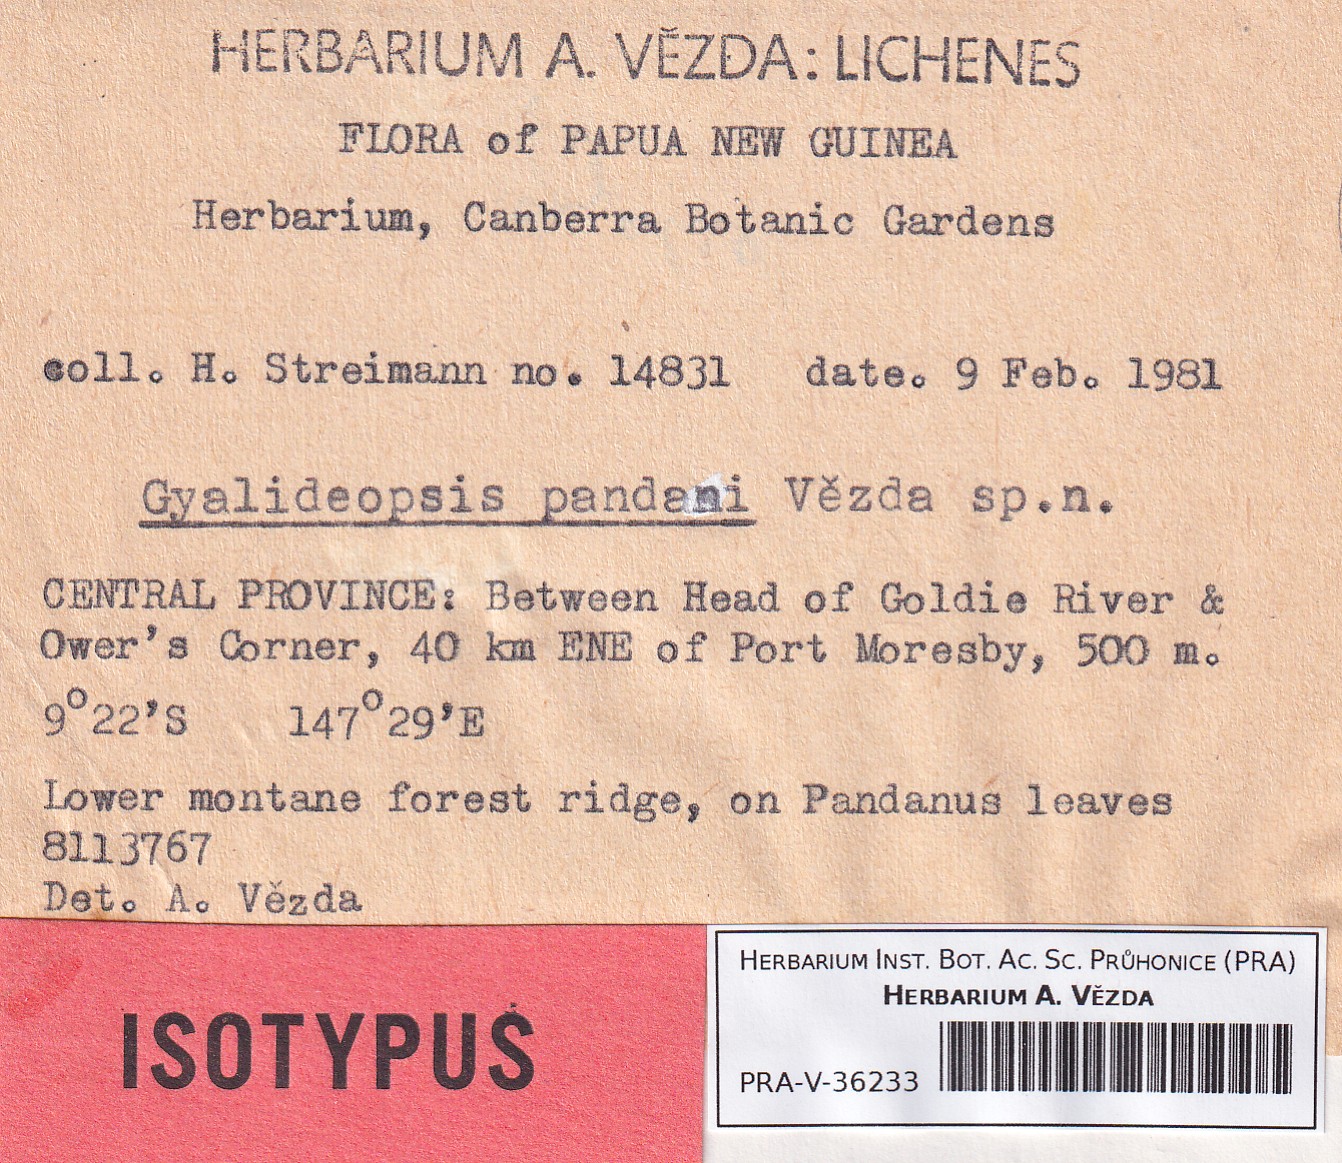 HERBARIUM A. VĚZDA: LICHENES
FLORA of PAPUA NEW GUINEA
Herbarium, Canberra Botanic Gardens
coll. H. Streimann no. 14831 date. 9 Feb. 1981
Gyalideopsis pandani Vězda sp.n.
CENTRAL PROVINCE: Between Head of Goldie River &
Ower's Corner, 40 km ENE of Port Moresby, 500 m.
9°22'S 147°29'E
Lower montane forest ridge, on Pandanus leaves
8113767
Det. A. Vězda
ISOTYPUS
HERBARIUM INST. BOT. AC. SC. PRŮHONICE (PRA)
HERBARIUM A. VĚZDA
PRA-V-36233